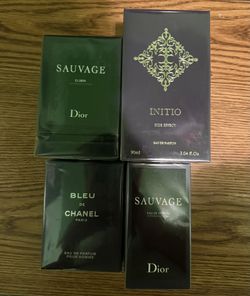 SAUVAGE
ELIXIR
Dior
INITIO
SIDE EFFECT
EAU DE PARFUM
90ml 3.04 fl.oz
BLEU
DE
CHANEL
PARIS
EAU DE PARFUM
POUR HOMME
SAUVAGE
EAU DE PARFUM
Dior